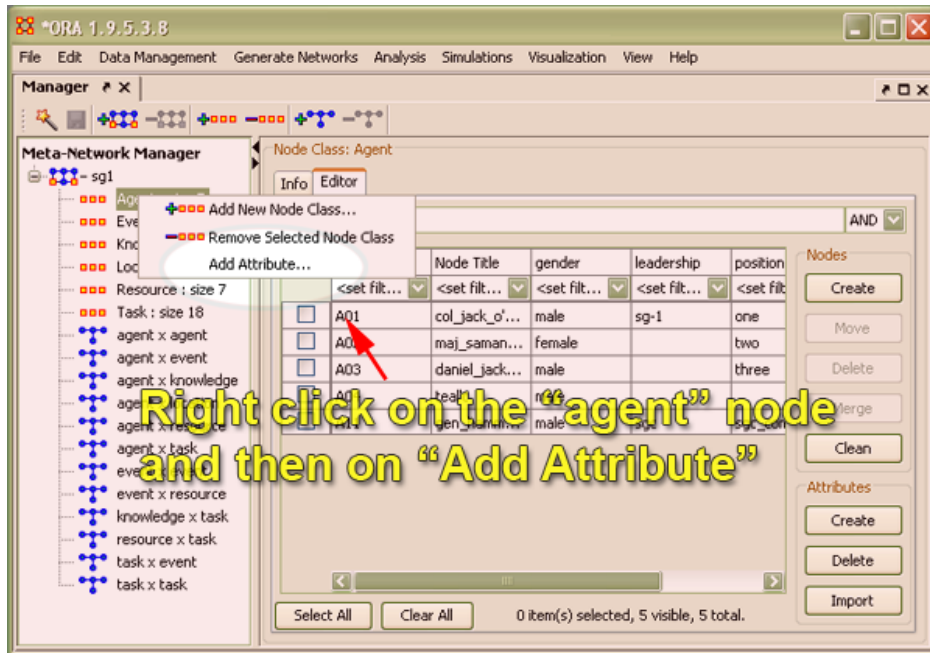 *ORA 1.9.5.3.8
File Edit Data Management Generate Networks Analysis Simulations Visualization View Help
Manager
Meta-Network Manager
sg1
Add New Node Class...
Remove Selected Node Class
Add Attribute...
Resource : size 7
Task : size 18
agent x agent
agent x event
agent x knowledge
agent x resource
agent x task
event x resource
knowledge x task
resource x task
task x event
task x task
Node Class: Agent
Info Editor
AND
Node Title gender leadership position
<set filt... <set filt... <set filt... <set filt... <set filt
A01 col_jack_o'... male sg-1 one
maj_saman... female two
A03 daniel_jack... male three
Right click on the “agent” node
and then on “Add Attribute”
Select All Clear All 0 item(s) selected, 5 visible, 5 total.
Nodes
Create
Move
Delete
Merge
Clean
Attributes
Create
Delete
Import